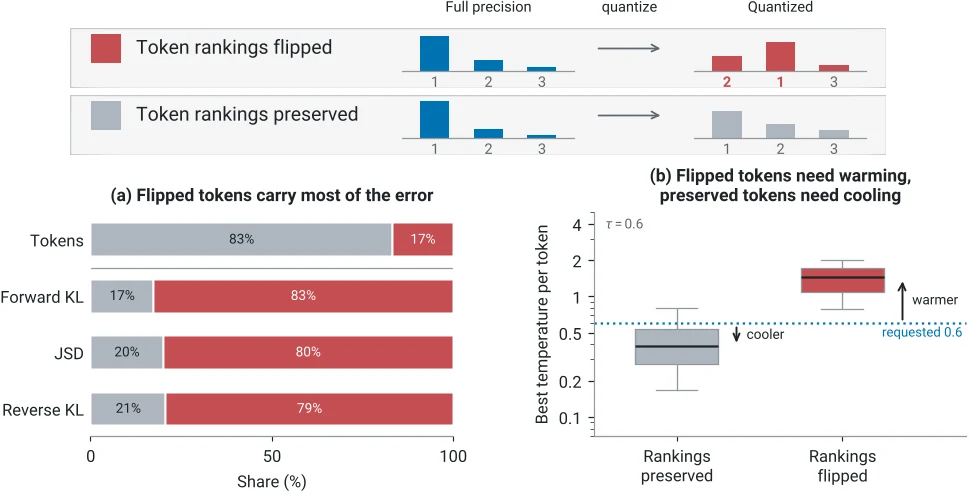 Full precision quantize Quantized
Token rankings flipped
1 2 3
2 1 3
Token rankings preserved
1 2 3
1 2 3
(a) Flipped tokens carry most of the error
Tokens
83% 17%
Forward KL
17% 83%
JSD
20% 80%
Reverse KL
21% 79%
0 50 100
Share (%)
(b) Flipped tokens need warming,
preserved tokens need cooling
Best temperature per token
4
2
1
0.5
0.2
0.1
τ = 0.6
warmer
cooler
requested 0.6
Rankings
preserved
Rankings
flipped